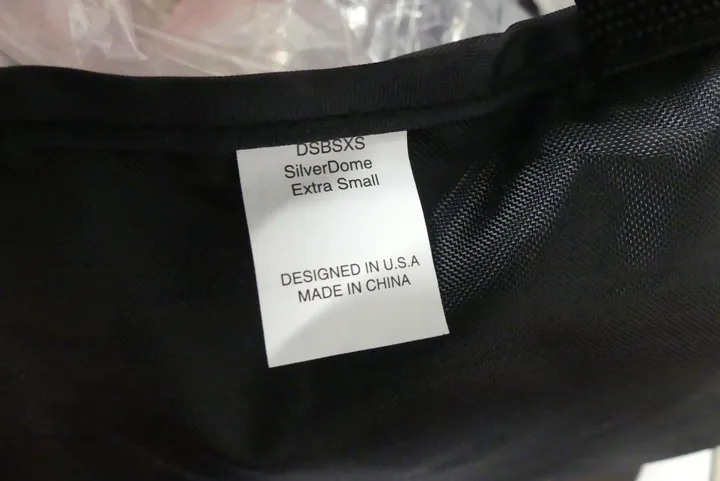 DSBSXS
SilverDome
Extra Small
DESIGNED IN U.S.A
MADE IN CHINA